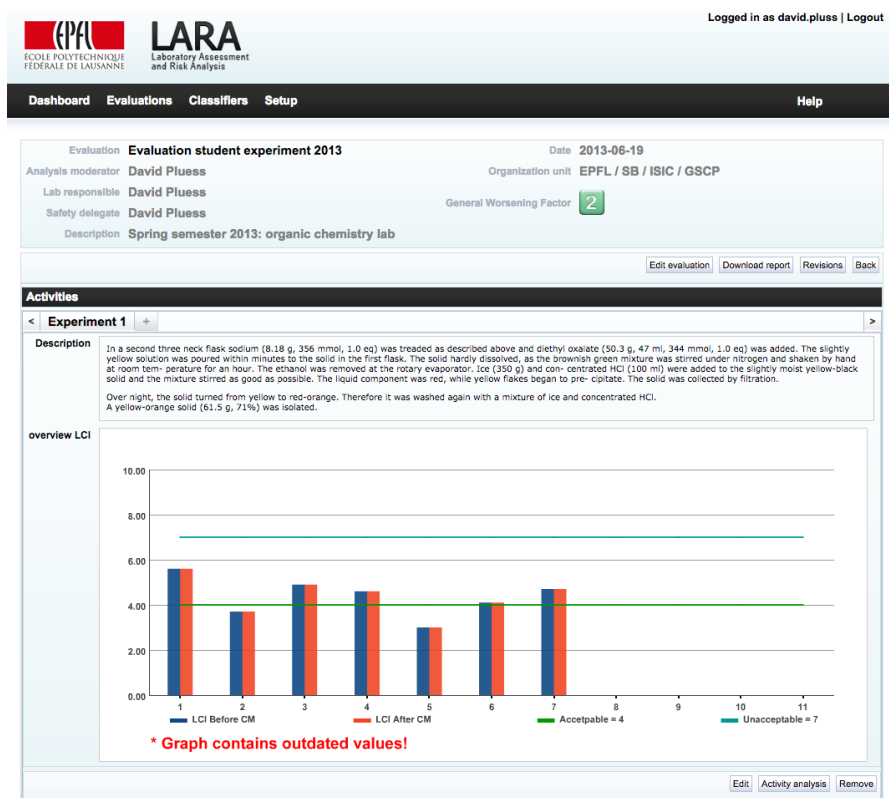 Logged in as david.pluss | Logout
EPFL
ÉCOLE POLYTECHNIQUE
FÉDÉRALE DE LAUSANNE
LARA
Laboratory Assessment
and Risk Analysis
Dashboard Evaluations Classifiers Setup Help
Evaluation Evaluation student experiment 2013 Date 2013-06-19
Analysis moderator David Pluess Organization unit EPFL / SB / ISIC / GSCP
Lab responsible David Pluess
General Worsening Factor 2
Safety delegate David Pluess
Description Spring semester 2013: organic chemistry lab
Edit evaluation Download report Revisions Back
Activities
< Experiment 1 + >
Description
In a second three neck flask sodium (8.18 g, 356 mmol, 1.0 eq) was treaded as described above and diethyl oxalate (50.3 g, 47 ml, 344 mmol, 1.0 eq) was added. The slightly
yellow solution was poured within minutes to the solid in the first flask. The solid hardly dissolved, as the brownish green mixture was stirred under nitrogen and shaken by hand
at room tem- perature for an hour. The ethanol was removed at the rotary evaporator. Ice (350 g) and con- centrated HCl (100 ml) were added to the slightly moist yellow-black
solid and the mixture stirred as good as possible. The liquid component was red, while yellow flakes began to pre- cipitate. The solid was collected by filtration.
Over night, the solid turned from yellow to red-orange. Therefore it was washed again with a mixture of ice and concentrated HCl.
A yellow-orange solid (61.5 g, 71%) was isolated.
overview LCI
10.00
8.00
6.00
4.00
2.00
0.00
1 2 3 4 5 6 7 8 9 10 11
LCI Before CM LCI After CM Accetpable = 4 Unacceptable = 7
* Graph contains outdated values!
Edit Activity analysis Remove